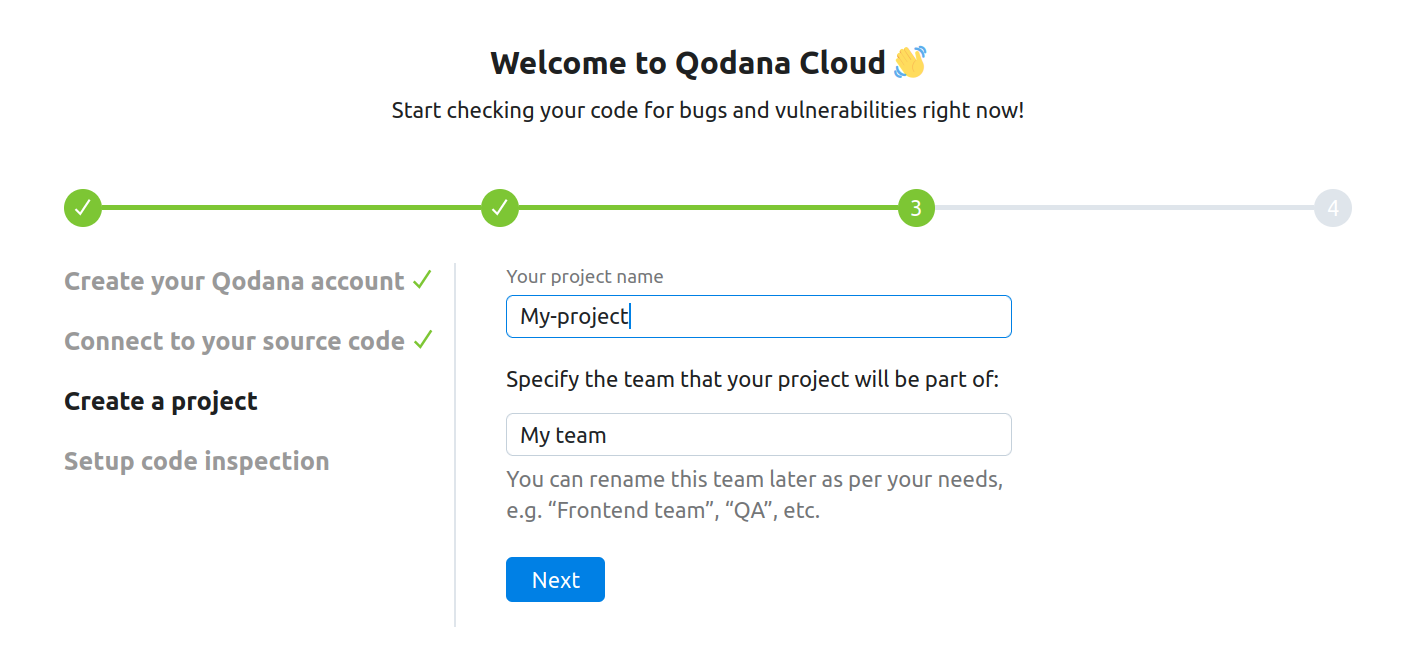 Welcome to Qodana Cloud 👋
Start checking your code for bugs and vulnerabilities right now!
3
4
Create your Qodana account
Connect to your source code
Create a project
Setup code inspection
Your project name
My-project
Specify the team that your project will be part of:
My team
You can rename this team later as per your needs,
e.g. “Frontend team”, “QA”, etc.
Next